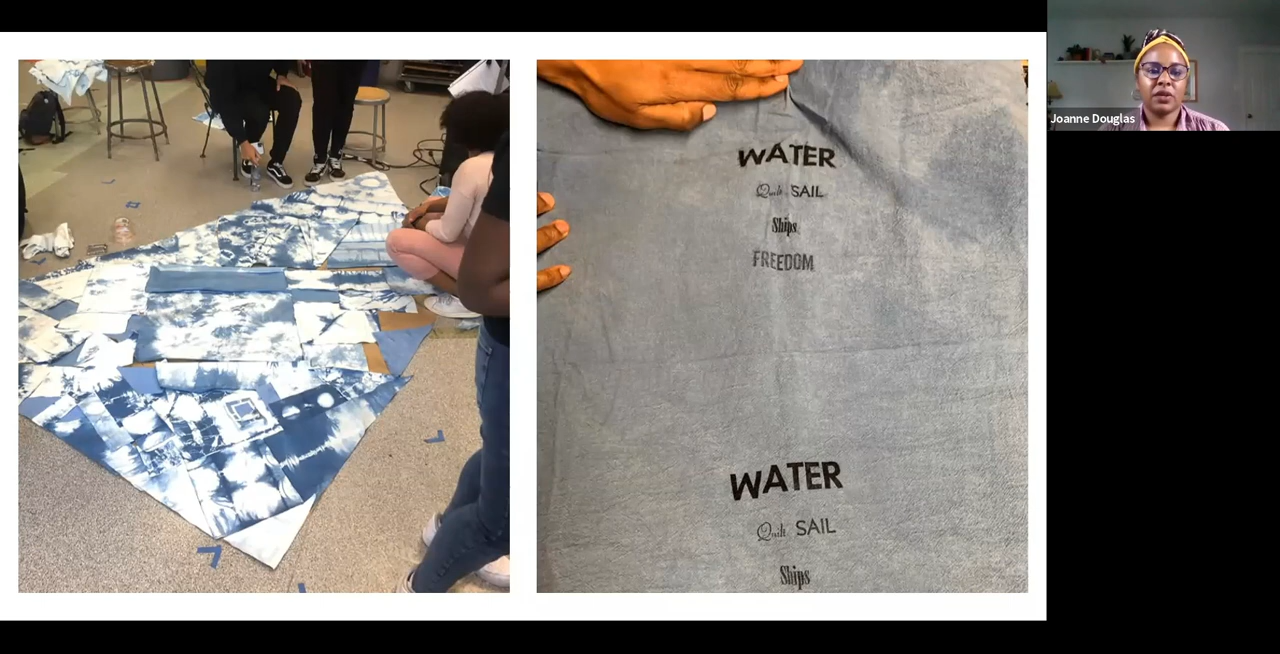 WATER
Quilt SAIL
Ships
FREEDOM
WATER
Quilt SAIL
Ships
Joanne Douglas